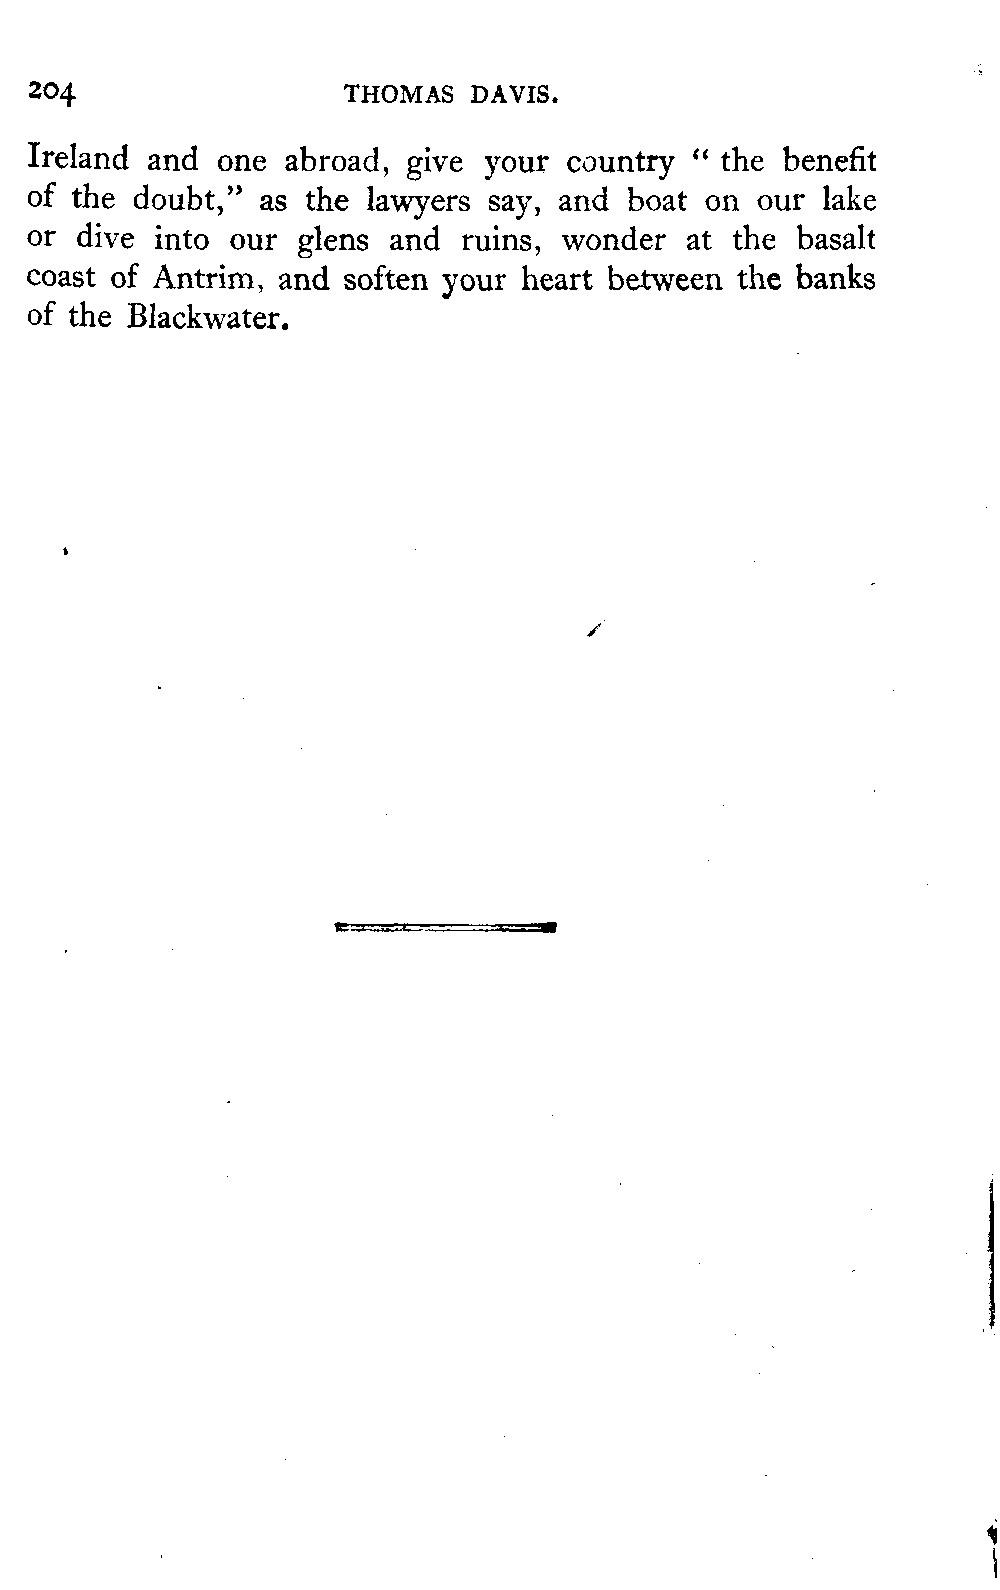 204 THOMAS DAVIS.
Ireland and one abroad, give your country “ the benefit
of the doubt,” as the lawyers say, and boat on our lake
or dive into our glens and ruins, wonder at the basalt
coast of Antrim, and soften your heart between the banks
of the Blackwater.